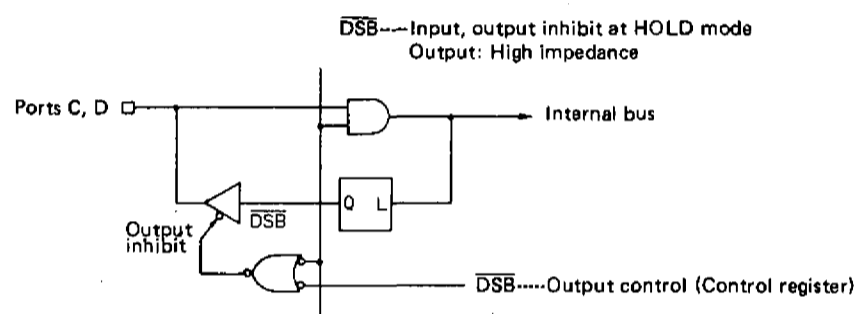 DSB----Input, output inhibit at HOLD mode
Output: High impedance
Ports C, D
Internal bus
Q L
DSB
Output
inhibit
DSB.....Output control (Control register)